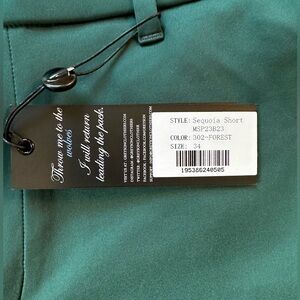 Throw me to the
wolves
I will return
leading the pack.
STYLE: Sequoia Short
MSP23B23
COLOR: 302-FOREST
SIZE: 34
195386240505